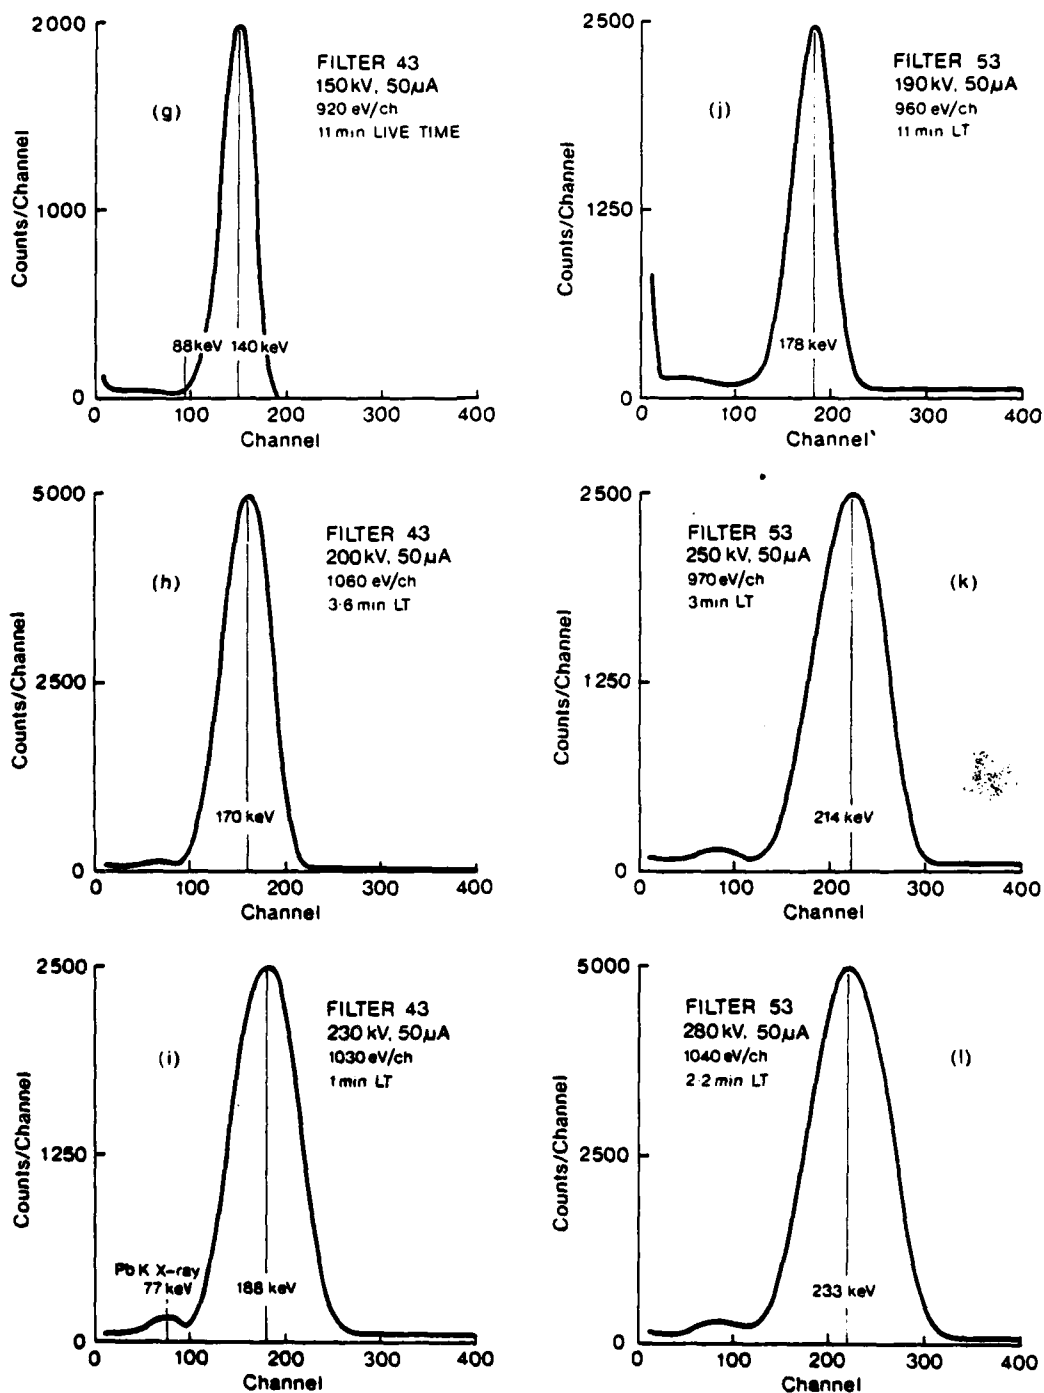 2000
1000
0
0
100
200
300
400
Counts/Channel
Channel
(g)
FILTER 43
150kV, 50µA
920 eV/ch
11 min LIVE TIME
88keV
140keV
2500
1250
0
0
100
200
300
400
Counts/Channel
Channel
(j)
FILTER 53
190kV, 50µA
960 eV/ch
11 min LT
178 keV
5000
2500
0
0
100
200
300
400
Counts/Channel
Channel
(h)
FILTER 43
200kV, 50µA
1060 eV/ch
3·6 min LT
170 keV
2500
1250
0
0
100
200
300
400
Counts/Channel
Channel
FILTER 53
250 kV, 50µA
970 eV/ch
3min LT
(k)
214 keV
2500
1250
0
0
100
200
300
400
Counts/Channel
Channel
(i)
FILTER 43
230 kV, 50µA
1030 eV/ch
1min LT
Pb K X-ray
77 keV
188 keV
5000
2500
0
0
100
200
300
400
Counts/Channel
Channel
FILTER 53
280 kV, 50µA
1040 eV/ch
2·2 min LT
(l)
233 keV